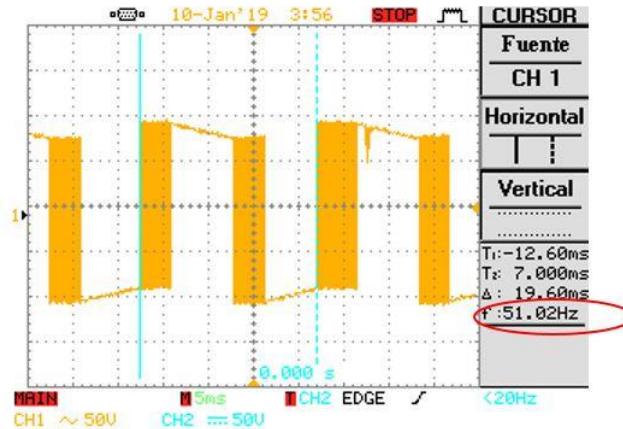 10-Jan'19 3:56 STOP
CURSOR
Fuente
CH 1
Horizontal
Vertical
T1:-12.60ms
T2: 7.000ms
Δ: 19.60ms
f :51.02Hz
1
0.000 s
MAIN M 5ms T CH2 EDGE <20Hz
CH1 ~ 50V CH2 50V